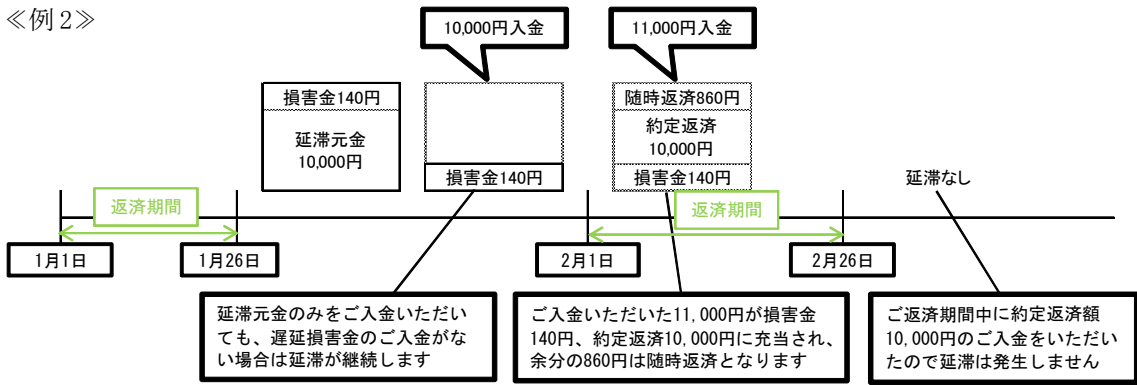 ≪例2≫
10,000円入金
11,000円入金
損害金140円
延滞元金
10,000円
損害金140円
随時返済860円
約定返済
10,000円
損害金140円
延滞なし
返済期間
返済期間
1月1日
1月26日
2月1日
2月26日
延滞元金のみをご入金いただい
ても、遅延損害金のご入金がな
い場合は延滞が継続します
ご入金いただいた11,000円が損害金
140円、約定返済10,000円に充当され、
余分の860円は随時返済となります
ご返済期間中に約定返済額
10,000円のご入金をいただい
たので延滞は発生しません